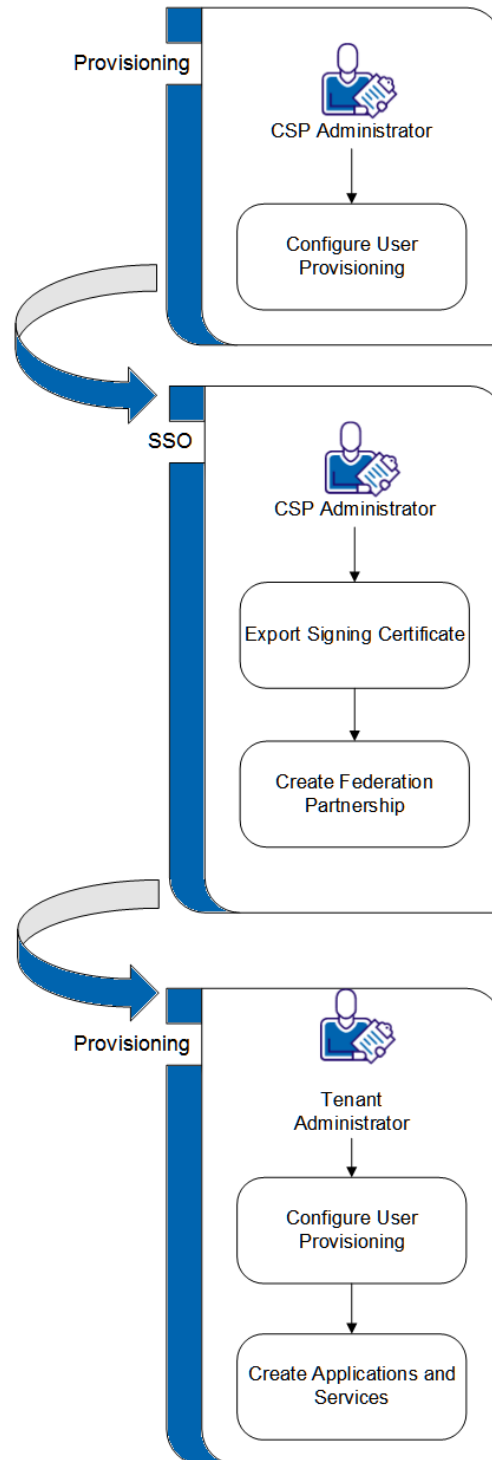 Provisioning
CSP Administrator
Configure User
Provisioning
SSO
CSP Administrator
Export Signing Certificate
Create Federation
Partnership
Provisioning
Tenant
Administrator
Configure User
Provisioning
Create Applications and
Services